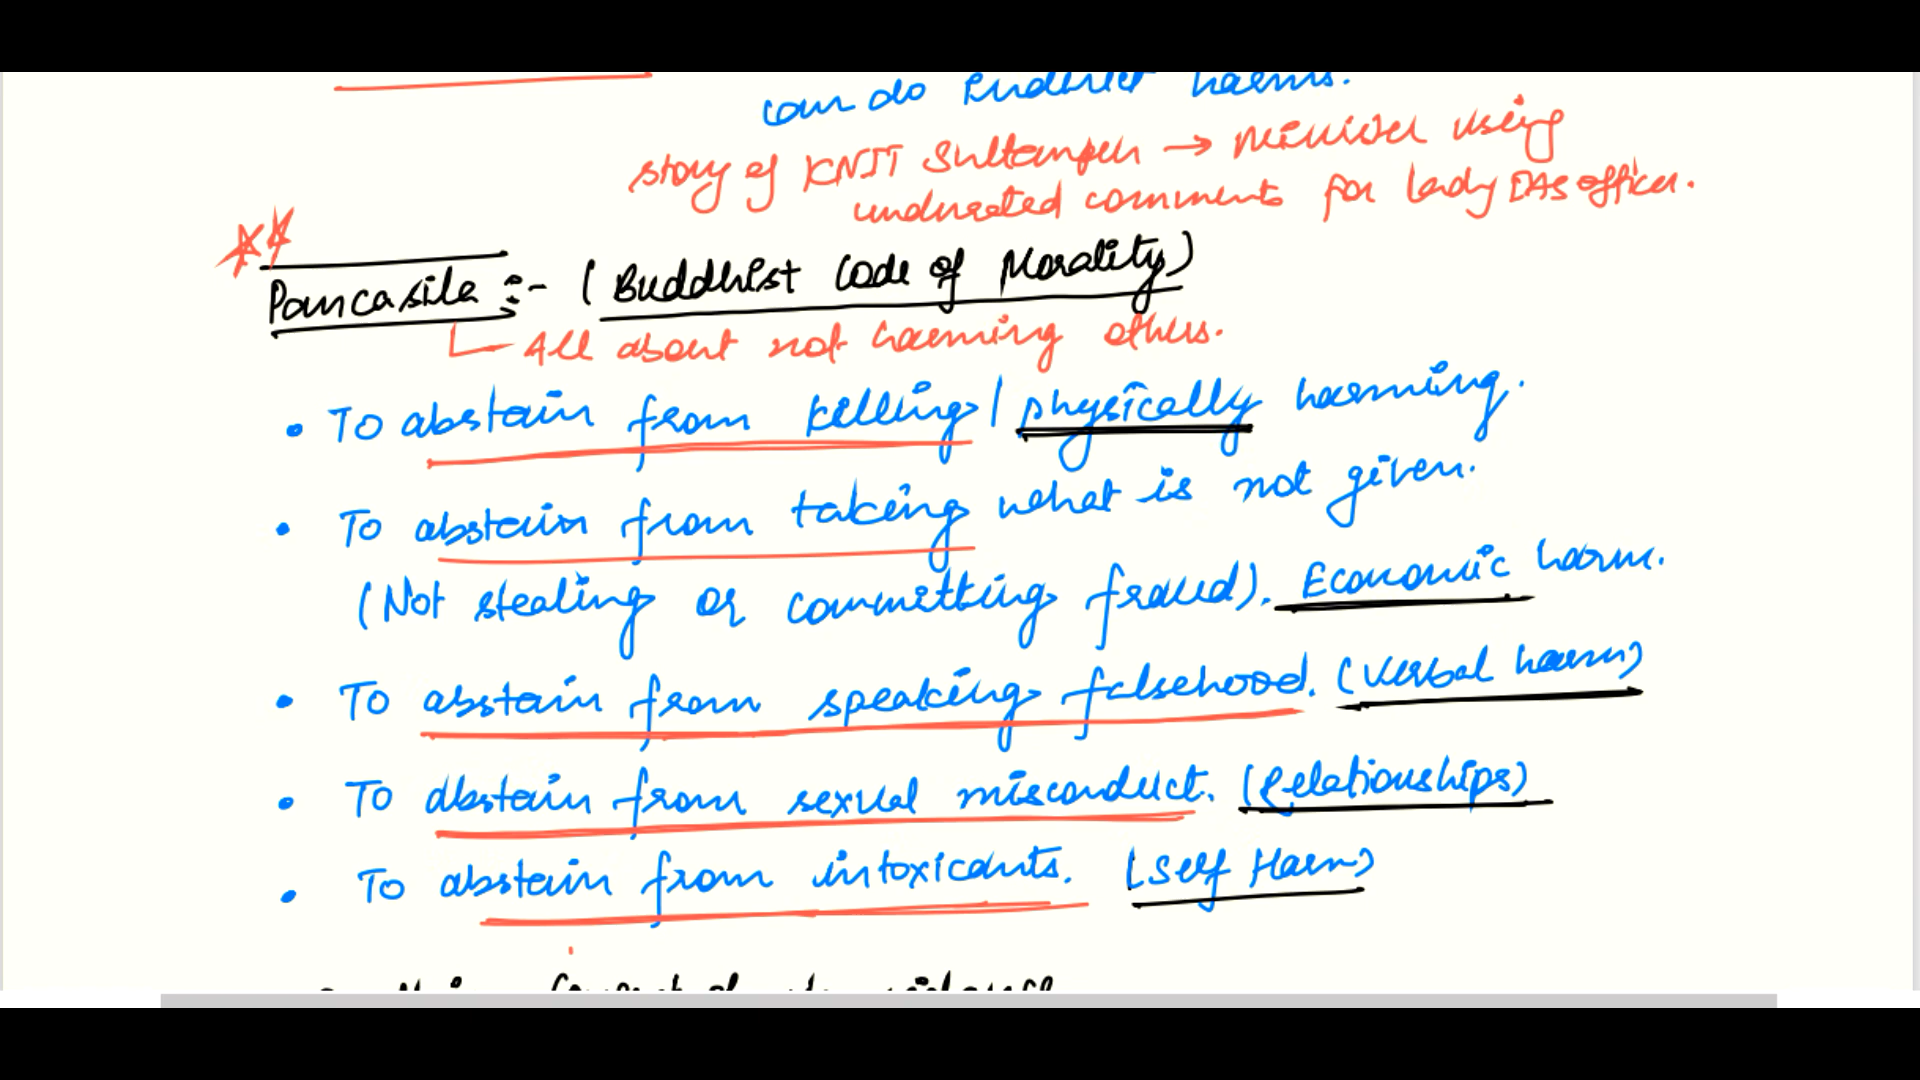 can do indirect harms.
story of KNIT Sultanpur → Minister using
underated comments for lady IAS officer.
Pancasila :- (Buddhist Code of Morality)
All about not harming others.
• To abstain from killing / physically harming.
• To abstain from taking what is not given.
(Not stealing or committing fraud). Economic harm.
• To abstain from speaking falsehood. (Verbal harm)
• To abstain from sexual misconduct. (Relationships)
• To abstain from intoxicants. (Self Harm)